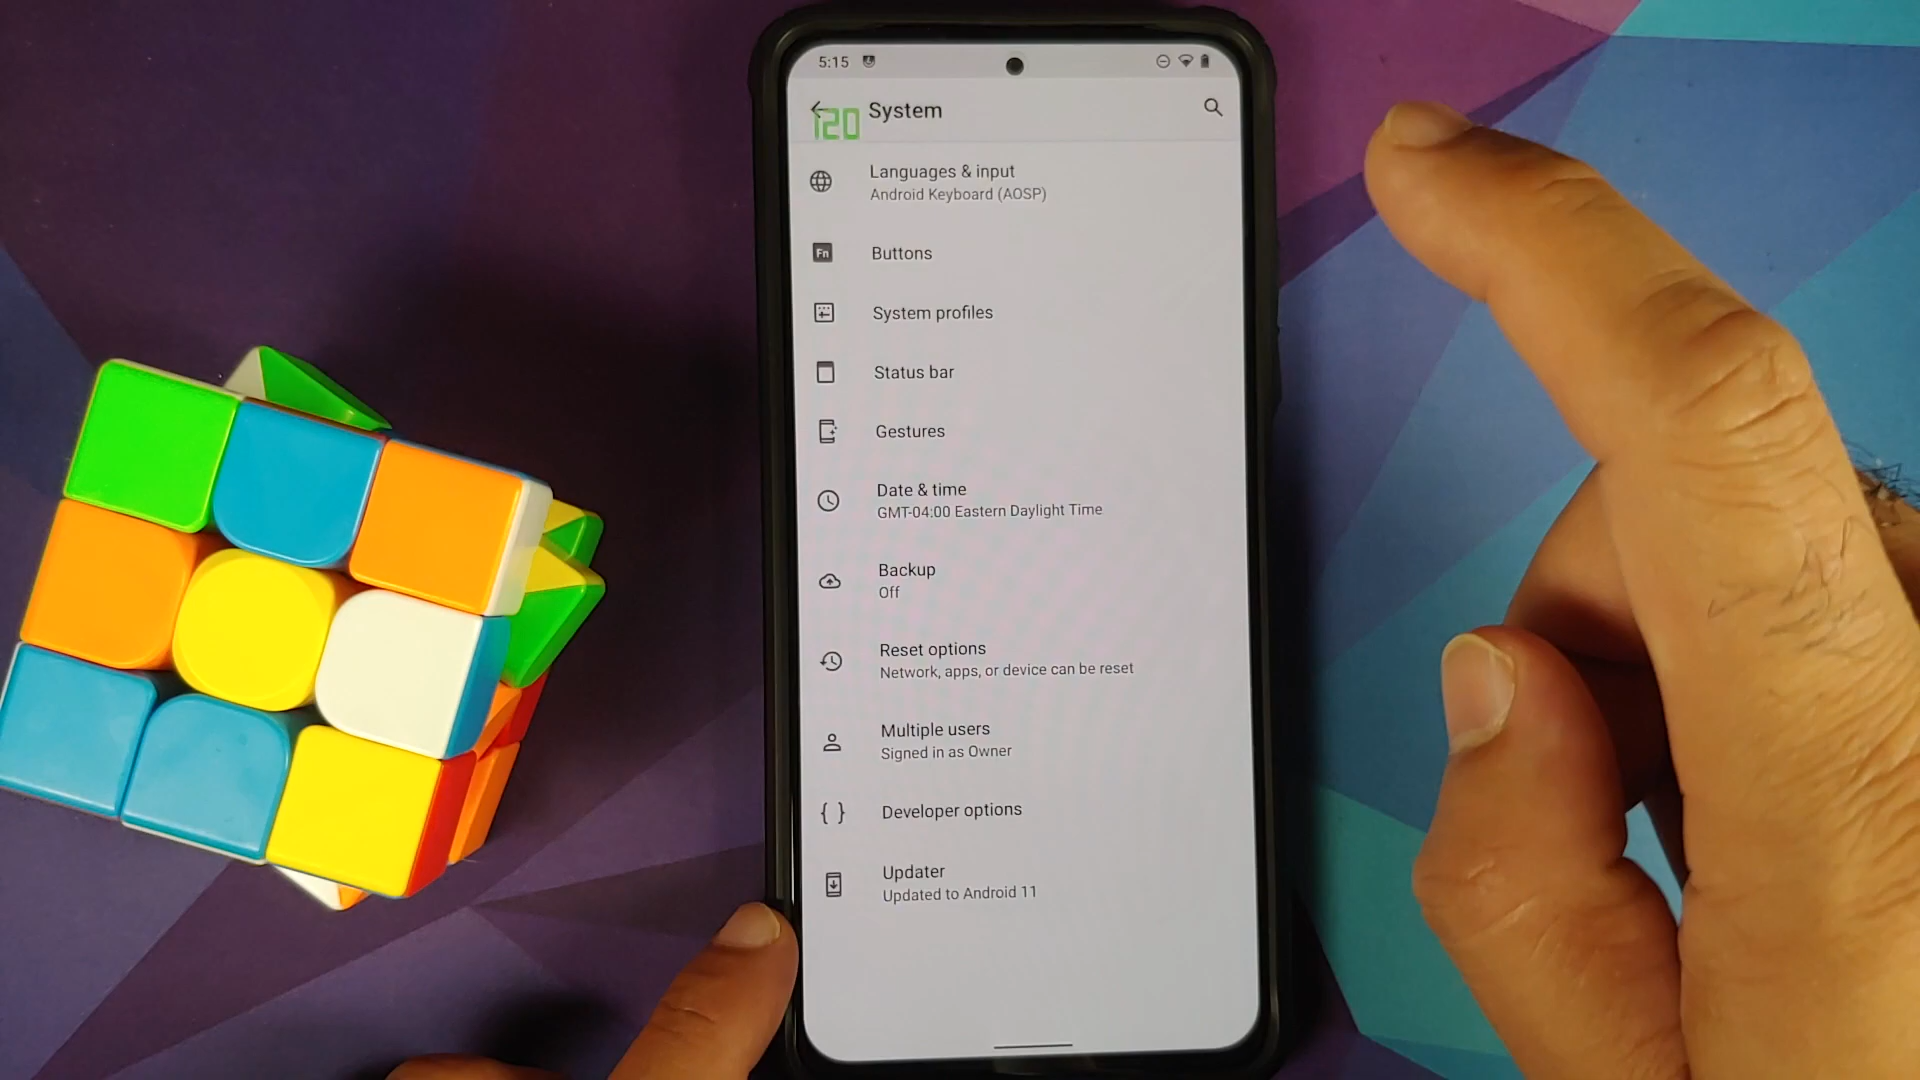 5:15
120
System
Languages & input
Android Keyboard (AOSP)
Fn
Buttons
System profiles
Status bar
Gestures
Date & time
GMT-04:00 Eastern Daylight Time
Backup
Off
Reset options
Network, apps, or device can be reset
Multiple users
Signed in as Owner
Developer options
Updater
Updated to Android 11